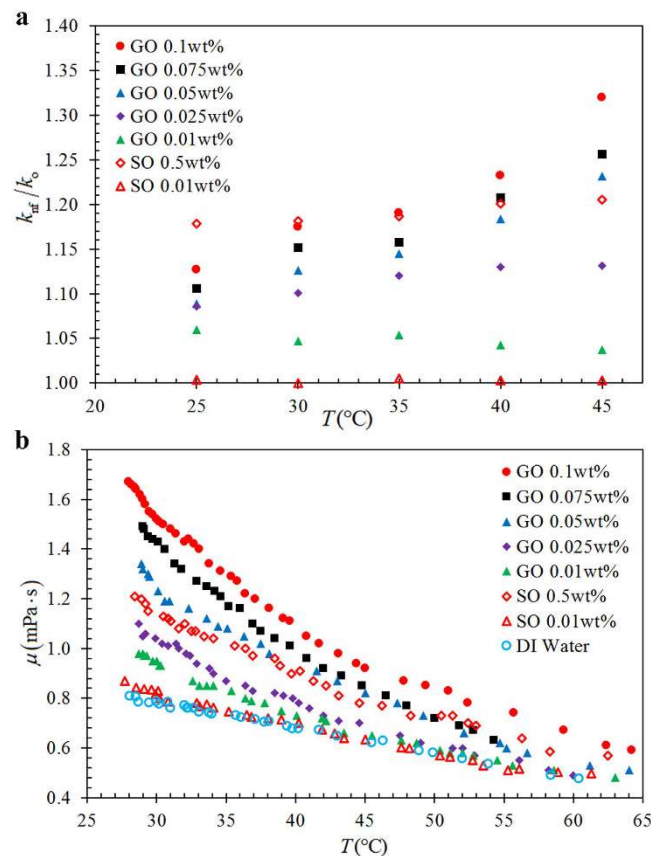 a
1.40
1.35
1.30
1.25
1.20
1.15
1.10
1.05
1.00
k_nf/k_o
GO 0.1wt%
GO 0.075wt%
GO 0.05wt%
GO 0.025wt%
GO 0.01wt%
SO 0.5wt%
SO 0.01wt%
20 25 30 35 40 45
T(°C)
b
1.8
1.6
1.4
1.2
1.0
0.8
0.6
0.4
μ (mPa·s)
GO 0.1wt%
GO 0.075wt%
GO 0.05wt%
GO 0.025wt%
GO 0.01wt%
SO 0.5wt%
SO 0.01wt%
DI Water
25 30 35 40 45 50 55 60 65
T(°C)